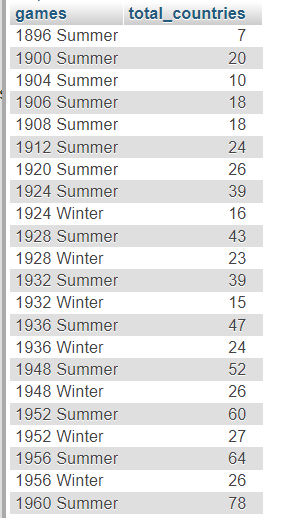 games total_countries
1896 Summer 7
1900 Summer 20
1904 Summer 10
1906 Summer 18
1908 Summer 18
1912 Summer 24
1920 Summer 26
1924 Summer 39
1924 Winter 16
1928 Summer 43
1928 Winter 23
1932 Summer 39
1932 Winter 15
1936 Summer 47
1936 Winter 24
1948 Summer 52
1948 Winter 26
1952 Summer 60
1952 Winter 27
1956 Summer 64
1956 Winter 26
1960 Summer 78